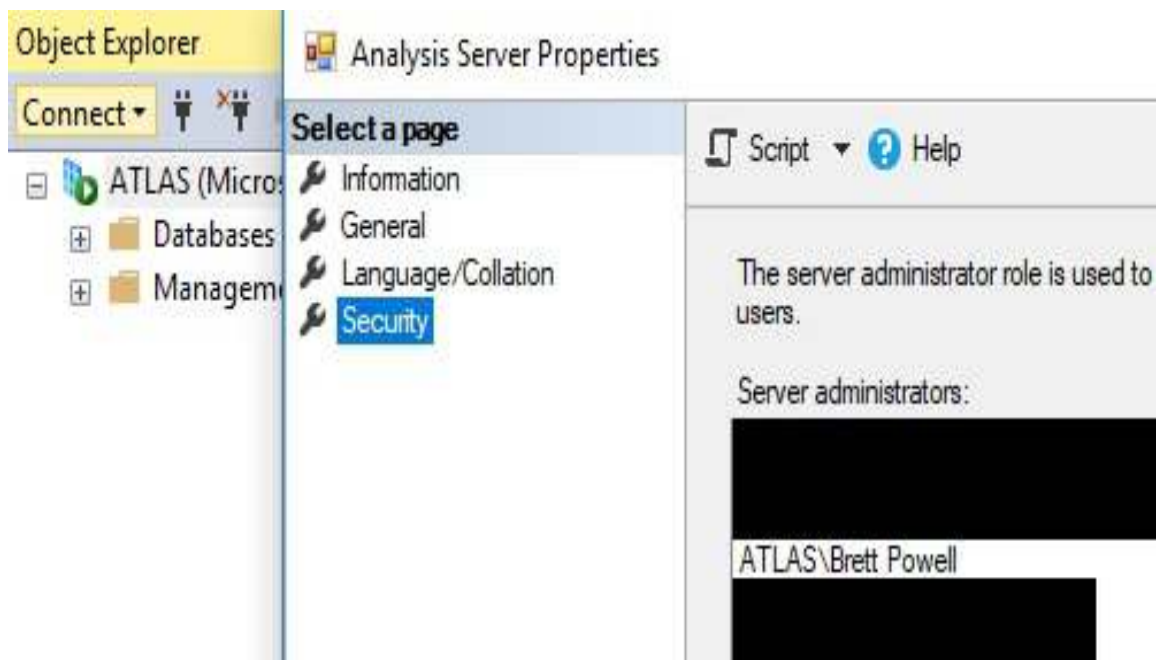 Object Explorer
Connect
ATLAS (Micros
Databases
Manageme
Analysis Server Properties
Select a page
Information
General
Language/Collation
Security
Script
? Help
The server administrator role is used to
users.
Server administrators:
ATLAS\Brett Powell